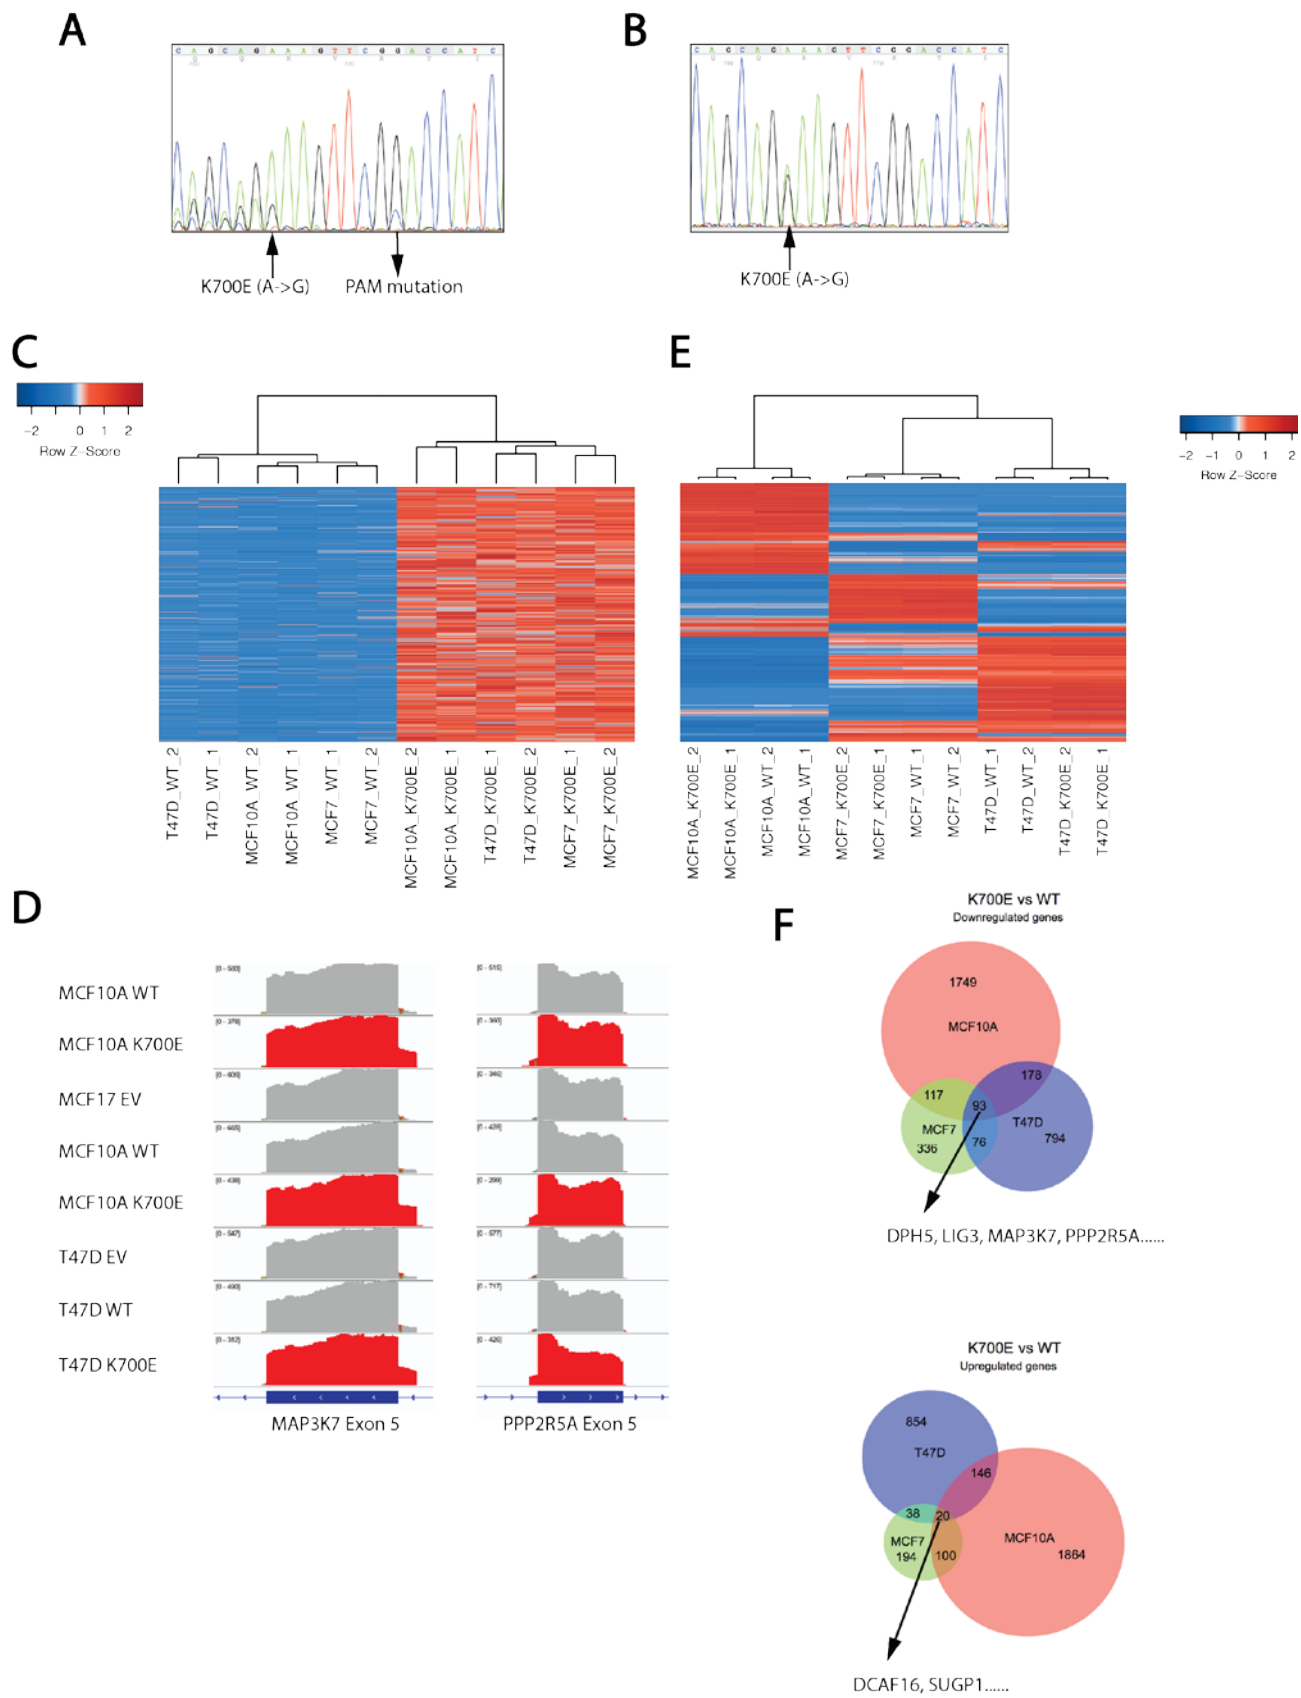 A
C A G C A G A A A G T T C G G A C C A T C
K700E (A->G)
PAM mutation
B
C A G C A G A A A G T T C G G A C C A T C
K700E (A->G)
C
-2 0 1 2
Row Z-Score
T47D_WT_2
T47D_WT_1
MCF10A_WT_2
MCF10A_WT_1
MCF7_WT_1
MCF7_WT_2
MCF10A_K700E_2
MCF10A_K700E_1
T47D_K700E_1
T47D_K700E_2
MCF7_K700E_1
MCF7_K700E_2
E
-2 -1 0 1 2
Row Z-Score
MCF10A_K700E_2
MCF10A_K700E_1
MCF10A_WT_2
MCF10A_WT_1
MCF7_K700E_2
MCF7_K700E_1
MCF7_WT_1
MCF7_WT_2
T47D_WT_1
T47D_WT_2
T47D_K700E_2
T47D_K700E_1
D
MCF10A WT
MCF10A K700E
MCF17 EV
MCF10A WT
MCF10A K700E
T47D EV
T47D WT
T47D K700E
MAP3K7 Exon 5
PPP2R5A Exon 5
F
K700E vs WT
Downregulated genes
1749
MCF10A
178
117
93
MCF7
T47D
336
76
794
DPH5, LIG3, MAP3K7, PPP2R5A......
K700E vs WT
Upregulated genes
854
T47D
146
38
20
MCF7
MCF10A
194
100
1864
DCAF16, SUGP1......